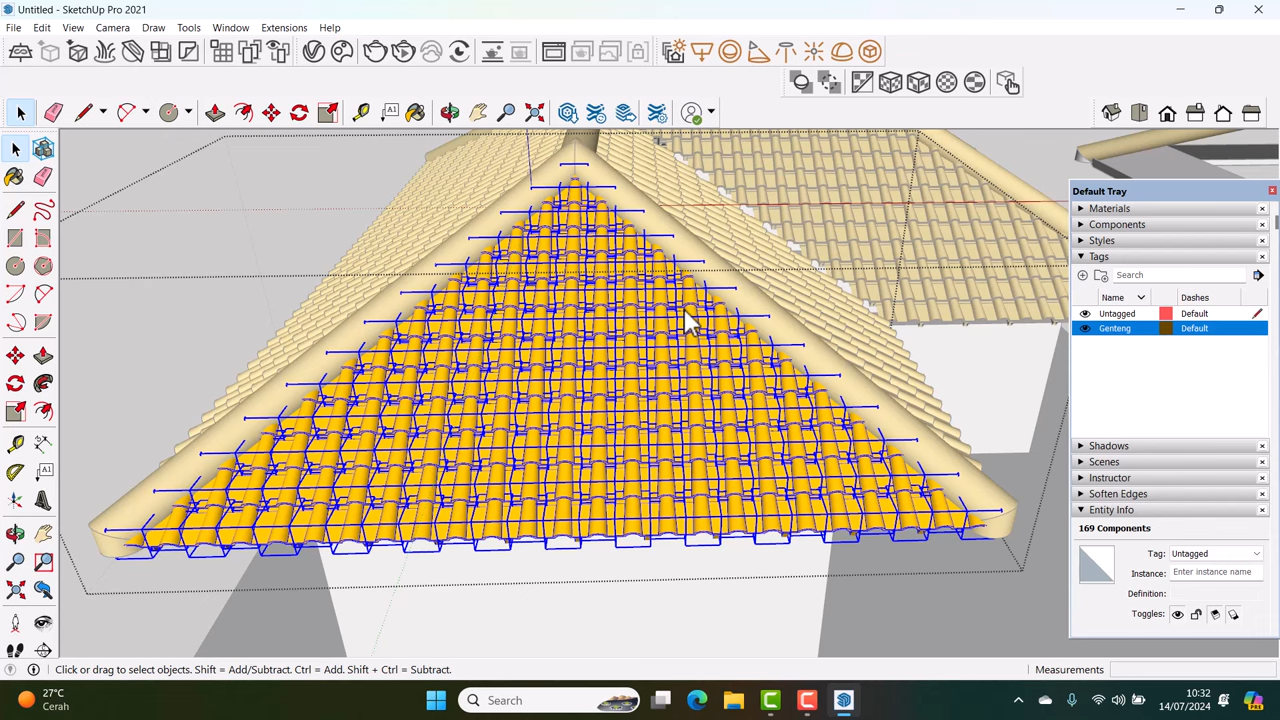 Untitled - SketchUp Pro 2021
File Edit View Camera Draw Tools Window Extensions Help
A1
A1
Default Tray
Materials
Components
Styles
Tags
Search
Name Dashes
Untagged Default
Genteng Default
Shadows
Scenes
Instructor
Soften Edges
Entity Info
169 Components
Tag: Untagged
Instance: Enter instance name
Definition:
Toggles:
Click or drag to select objects. Shift = Add/Subtract. Ctrl = Add. Shift + Ctrl = Subtract.
Measurements
27°C
Cerah
Search
10:32
14/07/2024